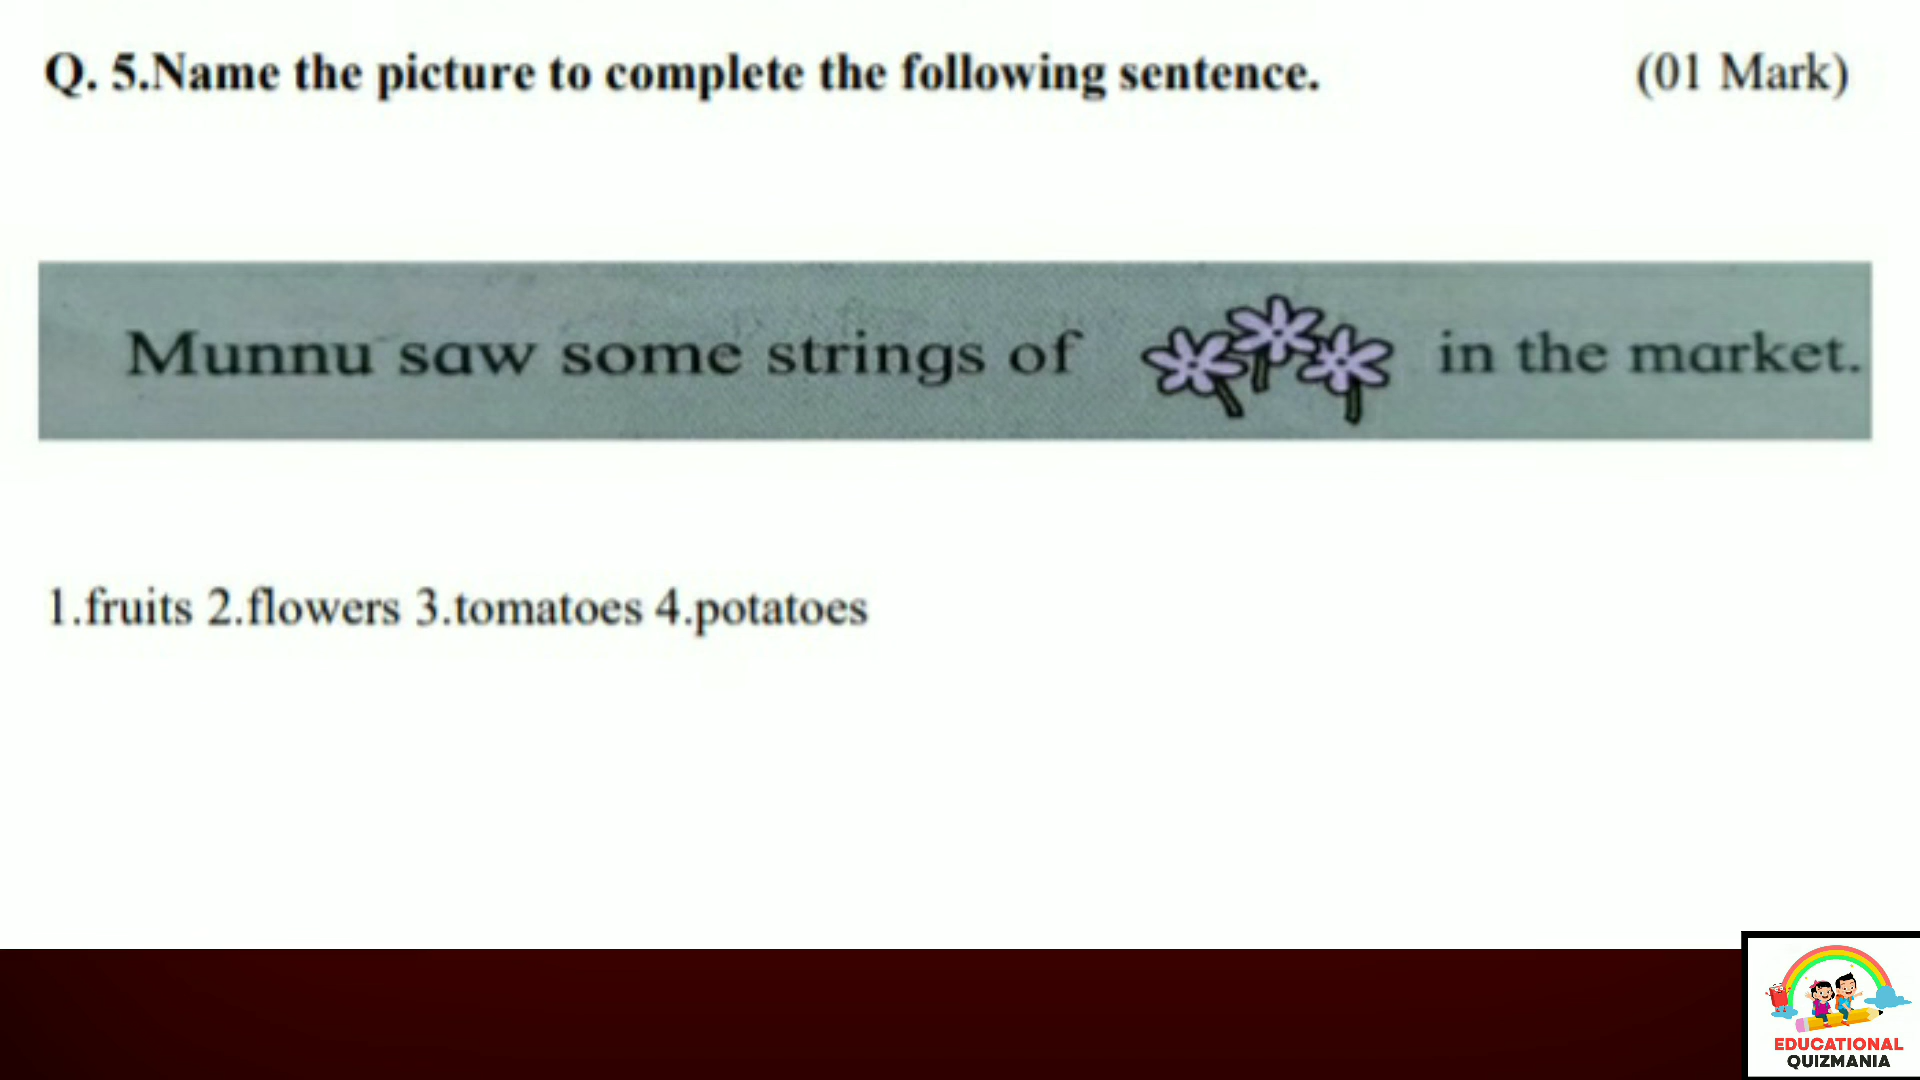 Q. 5.Name the picture to complete the following sentence. (01 Mark)
Munnu saw some strings of in the market.
1.fruits 2.flowers 3.tomatoes 4.potatoes
EDUCATIONAL
QUIZMANIA